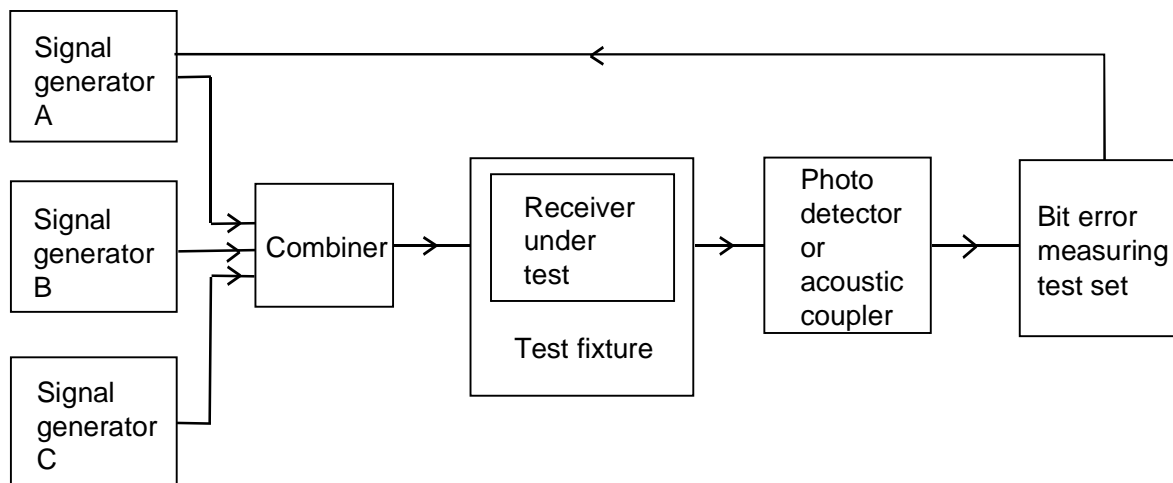 Signal
generator
A
Signal
generator
B
Signal
generator
C
Combiner
Receiver
under
test
Test fixture
Photo
detector
or
acoustic
coupler
Bit error
measuring
test set